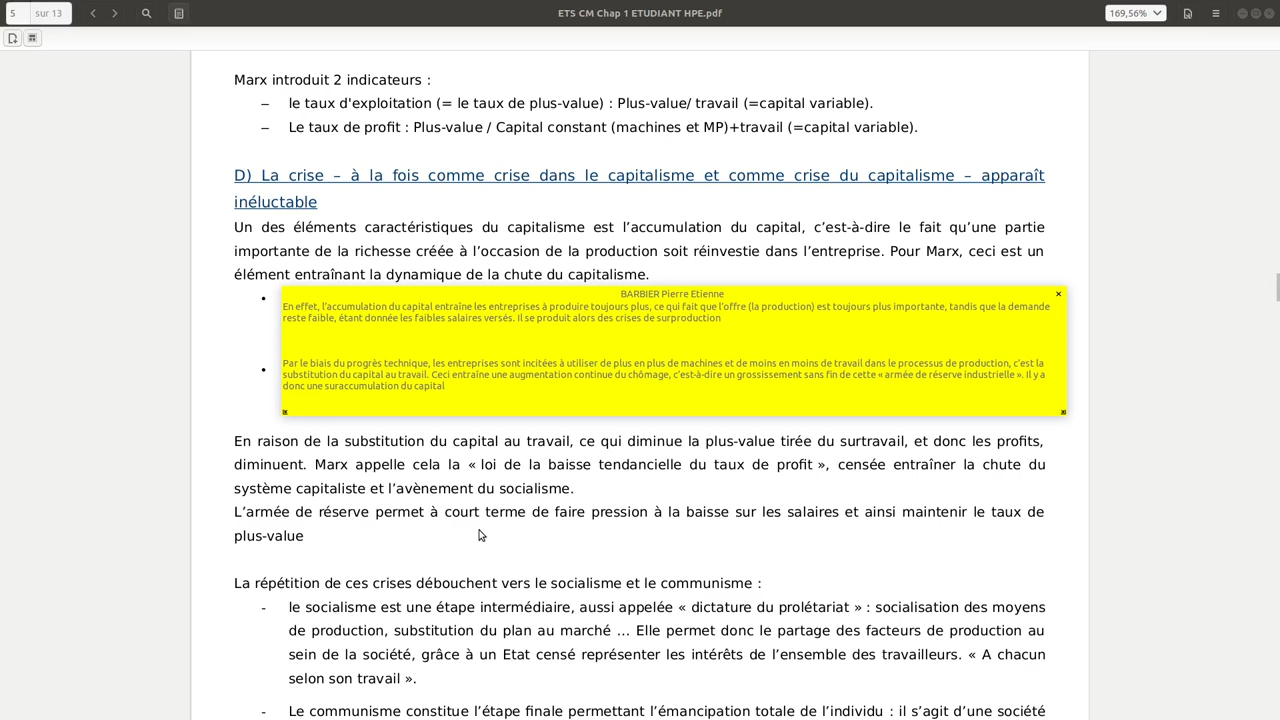 5 sur 13
ETS CM Chap 1 ETUDIANT HPE.pdf
169,56%
Marx introduit 2 indicateurs :
– le taux d'exploitation (= le taux de plus-value) : Plus-value/ travail (=capital variable).
– Le taux de profit : Plus-value / Capital constant (machines et MP)+travail (=capital variable).
D) La crise – à la fois comme crise dans le capitalisme et comme crise du capitalisme – apparaît
inéluctable
Un des éléments caractéristiques du capitalisme est l’accumulation du capital, c’est-à-dire le fait qu’une partie
importante de la richesse créée à l’occasion de la production soit réinvestie dans l’entreprise. Pour Marx, ceci est un
élément entraînant la dynamique de la chute du capitalisme.
BARBIER Pierre Etienne
• En effet, l’accumulation du capital entraîne les entreprises à produire toujours plus, ce qui fait que l’offre (la production) est toujours plus importante, tandis que la demande
reste faible, étant donnée les faibles salaires versés. Il se produit alors des crises de surproduction
• Par le biais du progrès technique, les entreprises sont incitées à utiliser de plus en plus de machines et de moins en moins de travail dans le processus de production, c’est la
substitution du capital au travail. Ceci entraîne une augmentation continue du chômage, c’est-à-dire un grossissement sans fin de cette « armée de réserve industrielle ». Il y a
donc une suraccumulation du capital
En raison de la substitution du capital au travail, ce qui diminue la plus-value tirée du surtravail, et donc les profits,
diminuent. Marx appelle cela la « loi de la baisse tendancielle du taux de profit », censée entraîner la chute du
système capitaliste et l’avènement du socialisme.
L’armée de réserve permet à court terme de faire pression à la baisse sur les salaires et ainsi maintenir le taux de
plus-value
La répétition de ces crises débouchent vers le socialisme et le communisme :
- le socialisme est une étape intermédiaire, aussi appelée « dictature du prolétariat » : socialisation des moyens
de production, substitution du plan au marché … Elle permet donc le partage des facteurs de production au
sein de la société, grâce à un Etat censé représenter les intérêts de l’ensemble des travailleurs. « A chacun
selon son travail ».
- Le communisme constitue l’étape finale permettant l’émancipation totale de l’individu : il s’agit d’une société